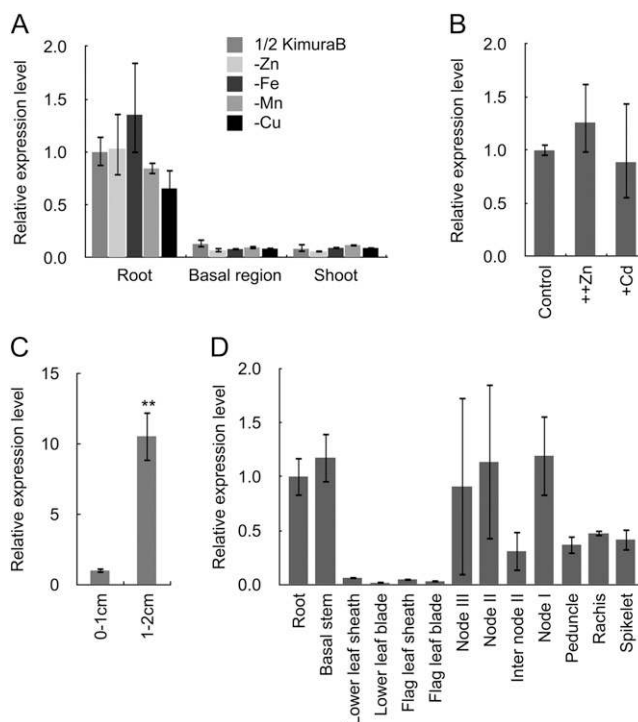 A
Relative expression level
2.0
1.5
1.0
0.5
0.0
1/2 KimuraB
-Zn
-Fe
-Mn
-Cu
Root
Basal region
Shoot
B
Relative expression level
2.0
1.5
1.0
0.5
0.0
Control
++Zn
+Cd
C
Relative expression level
15
10
5
0
**
0-1cm
1-2cm
D
Relative expression level
2.0
1.5
1.0
0.5
0.0
Root
Basal stem
Lower leaf sheath
Lower leaf blade
Flag leaf sheath
Flag leaf blade
Node III
Node II
Inter node II
Node I
Peduncle
Rachis
Spikelet